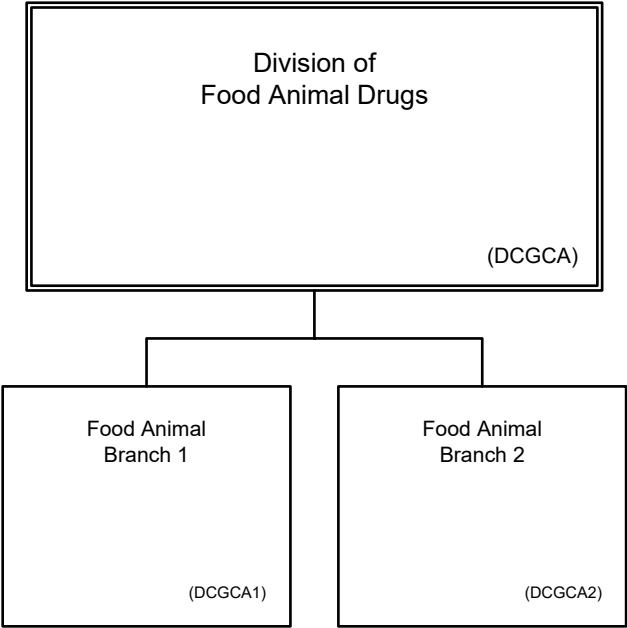 Division of
Food Animal Drugs
(DCGCA)
Food Animal
Branch 1
(DCGCA1)
Food Animal
Branch 2
(DCGCA2)